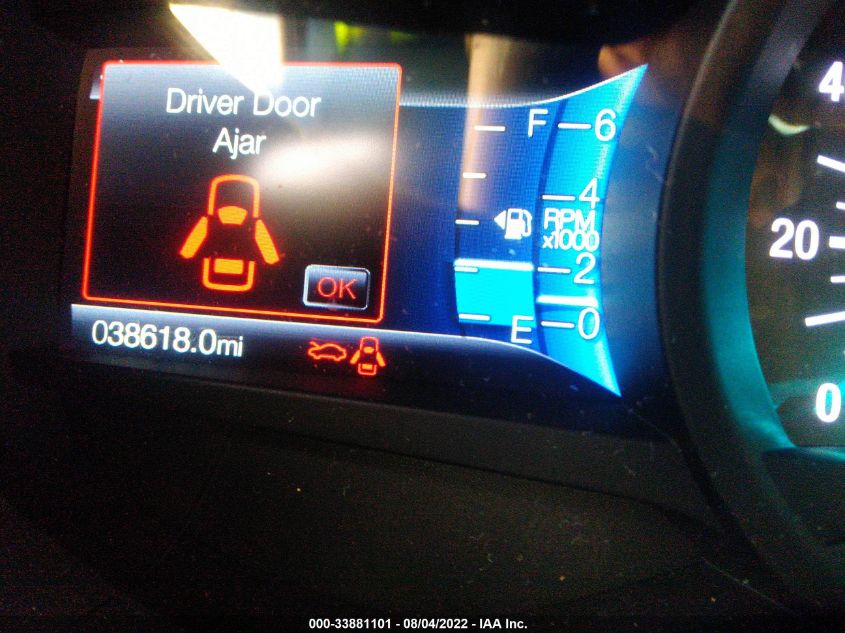 Driver Door
Ajar
OK
038618.0mi
F
E
6
4
RPM
x1000
2
0
4
20
0
000-33881101 - 08/04/2022 - IAA Inc.